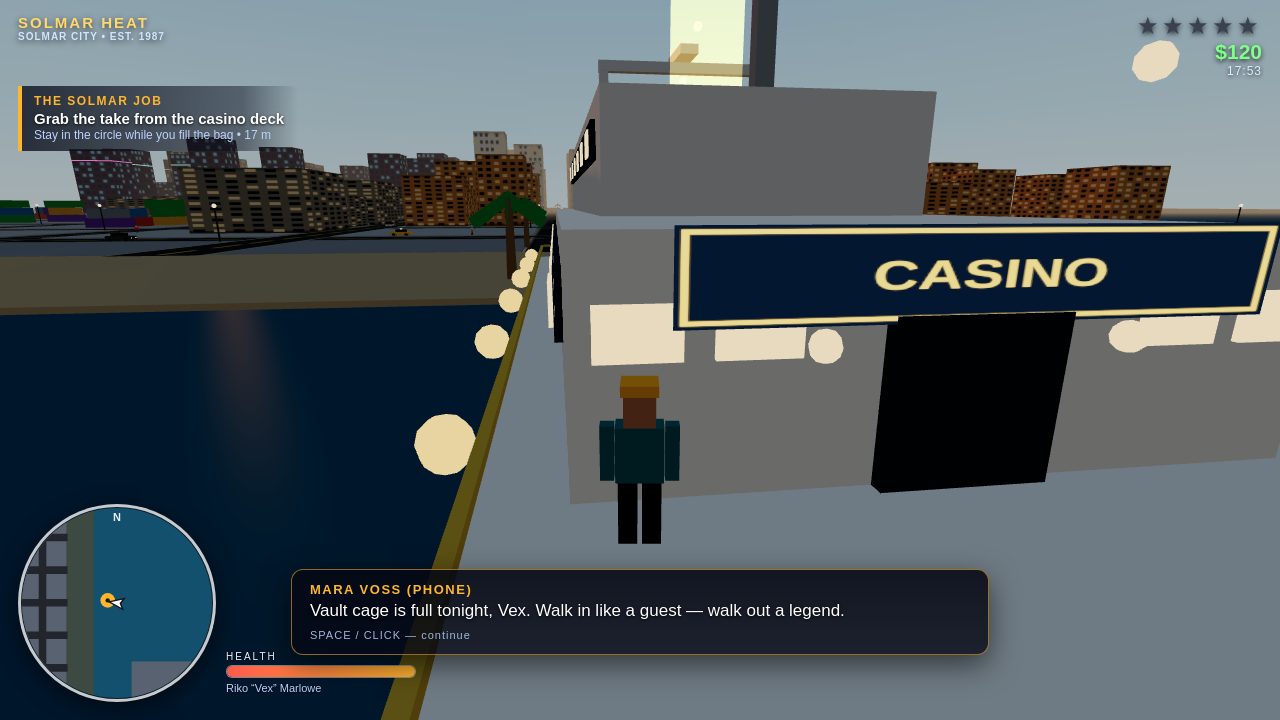 SOLMAR HEAT
SOLMAR CITY • EST. 1987
★★★★★
$120
17:53
THE SOLMAR JOB
Grab the take from the casino deck
Stay in the circle while you fill the bag • 17 m
CASINO
N
MARA VOSS (PHONE)
Vault cage is full tonight, Vex. Walk in like a guest — walk out a legend.
SPACE / CLICK — continue
HEALTH
Riko “Vex” Marlowe